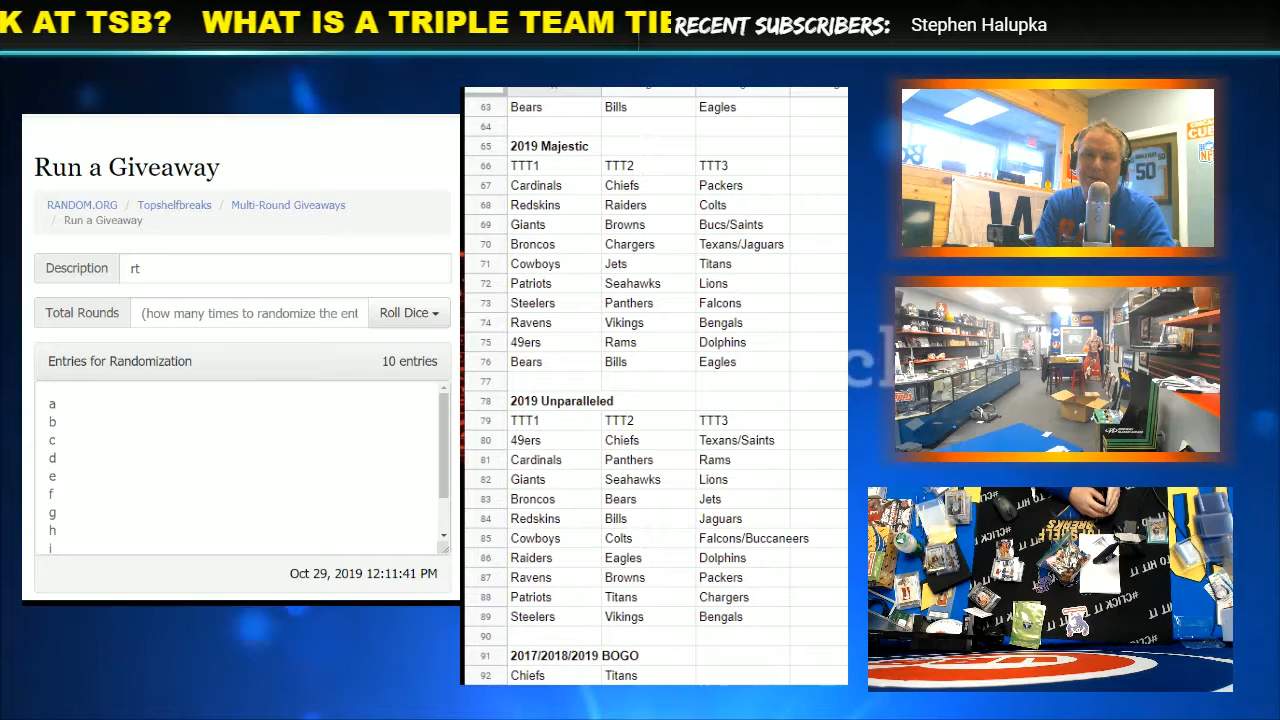 K AT TSB? WHAT IS A TRIPLE TEAM TIE
RECENT SUBSCRIBERS: Stephen Halupka
Run a Giveaway
RANDOM.ORG / Topshelfbreaks / Multi-Round Giveaways /
Run a Giveaway
Description rt
Total Rounds (how many times to randomize the ent Roll Dice
Entries for Randomization 10 entries
a
b
c
d
e
f
g
h
i
Oct 29, 2019 12:11:41 PM
63 Bears Bills Eagles
64
65 2019 Majestic
66 TTT1 TTT2 TTT3
67 Cardinals Chiefs Packers
68 Redskins Raiders Colts
69 Giants Browns Bucs/Saints
70 Broncos Chargers Texans/Jaguars
71 Cowboys Jets Titans
72 Patriots Seahawks Lions
73 Steelers Panthers Falcons
74 Ravens Vikings Bengals
75 49ers Rams Dolphins
76 Bears Bills Eagles
77
78 2019 Unparalleled
79 TTT1 TTT2 TTT3
80 49ers Chiefs Texans/Saints
81 Cardinals Panthers Rams
82 Giants Seahawks Lions
83 Broncos Bears Jets
84 Redskins Bills Jaguars
85 Cowboys Colts Falcons/Buccaneers
86 Raiders Eagles Dolphins
87 Ravens Browns Packers
88 Patriots Titans Chargers
89 Steelers Vikings Bengals
90
91 2017/2018/2019 BOGO
92 Chiefs Titans
50
CUBS
NFL
#CLICK IT
TOPSHELF
BREAKS